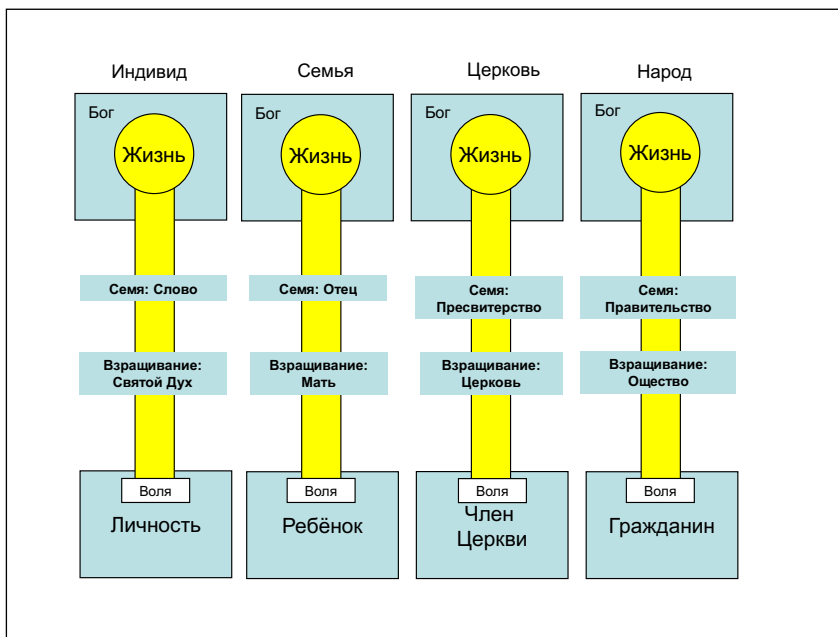 Индивид
Семья
Церковь
Народ
Бог
Бог
Бог
Бог
Жизнь
Жизнь
Жизнь
Жизнь
Семя: Слово
Семя: Отец
Семя:
Пресвитерство
Семя:
Правительство
Взращивание:
Святой Дух
Взращивание:
Мать
Взращивание:
Церковь
Взращивание:
Ощество
Воля
Воля
Воля
Воля
Личность
Ребёнок
Член
Церкви
Гражданин